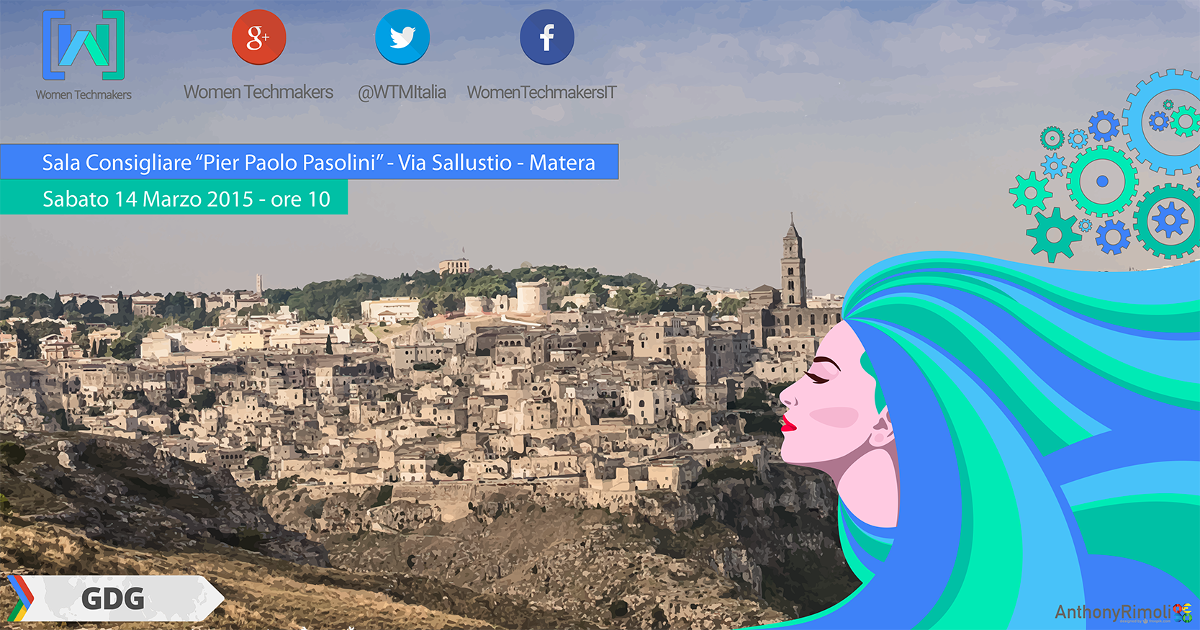 Women Techmakers
g+
Women Techmakers
@WTMItalia
f
WomenTechmakersIT
Sala Consigliare “Pier Paolo Pasolini” - Via Sallustio - Matera
Sabato 14 Marzo 2015 - ore 10
GDG
AnthonyRimoli